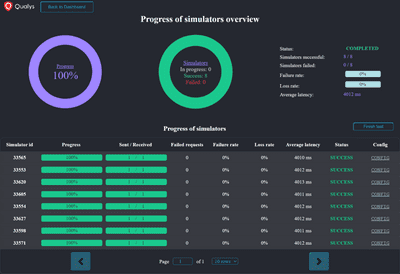 Qualys
Back to Dashboard
Progress of simulators overview
Progress
100%
Simulators
In progress: 0
Success: 8
Failed: 0
Status: COMPLETED
Simulators successful: 8 / 8
Simulators failed: 0 / 8
Failure rate: 0%
Loss rate: 0%
Average latency: 4012 ms
Progress of simulators
Finish load
Simulator id Progress Sent / Received Failed requests Failure rate Loss rate Average latency Status Config
33565 100% 1 / 1 0 0% 0% 4010 ms SUCCESS CONFIG
33553 100% 1 / 1 0 0% 0% 4012 ms SUCCESS CONFIG
33620 100% 1 / 1 0 0% 0% 4013 ms SUCCESS CONFIG
33605 100% 1 / 1 0 0% 0% 4011 ms SUCCESS CONFIG
33554 100% 1 / 1 0 0% 0% 4012 ms SUCCESS CONFIG
33627 100% 1 / 1 0 0% 0% 4012 ms SUCCESS CONFIG
33598 100% 1 / 1 0 0% 0% 4011 ms SUCCESS CONFIG
33571 100% 1 / 1 0 0% 0% 4012 ms SUCCESS CONFIG
Page 1 of 1 10 rows